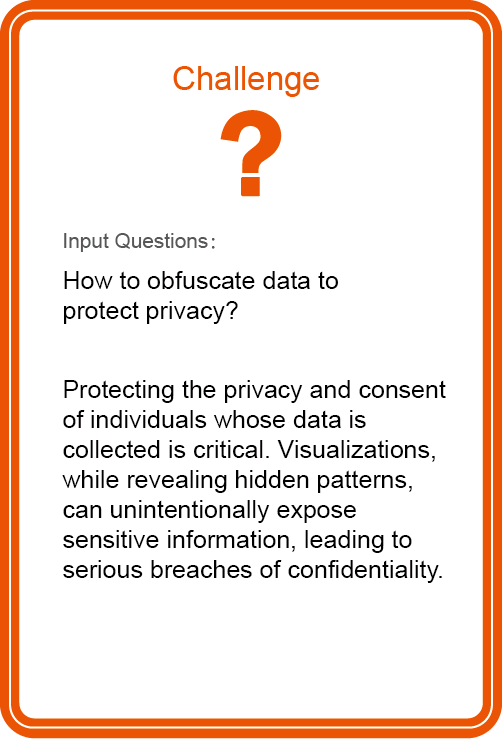 Challenge
?
Input Questions:
How to obfuscate data to
protect privacy?
Protecting the privacy and consent
of individuals whose data is
collected is critical. Visualizations,
while revealing hidden patterns,
can unintentionally expose
sensitive information, leading to
serious breaches of confidentiality.